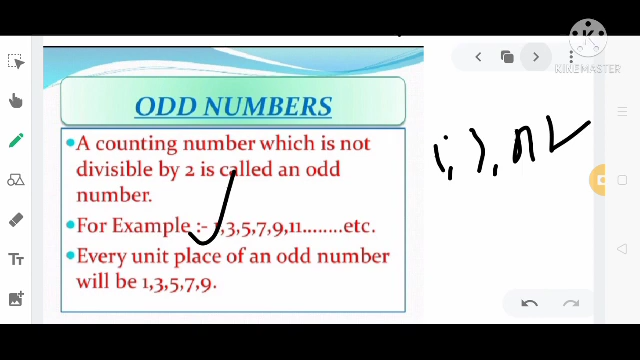 ODD NUMBERS
A counting number which is not
divisible by 2 is called an odd
number.
For Example :- 1,3,5,7,9,11........etc.
Every unit place of an odd number
will be 1,3,5,7,9.
KINEMASTER
Tт